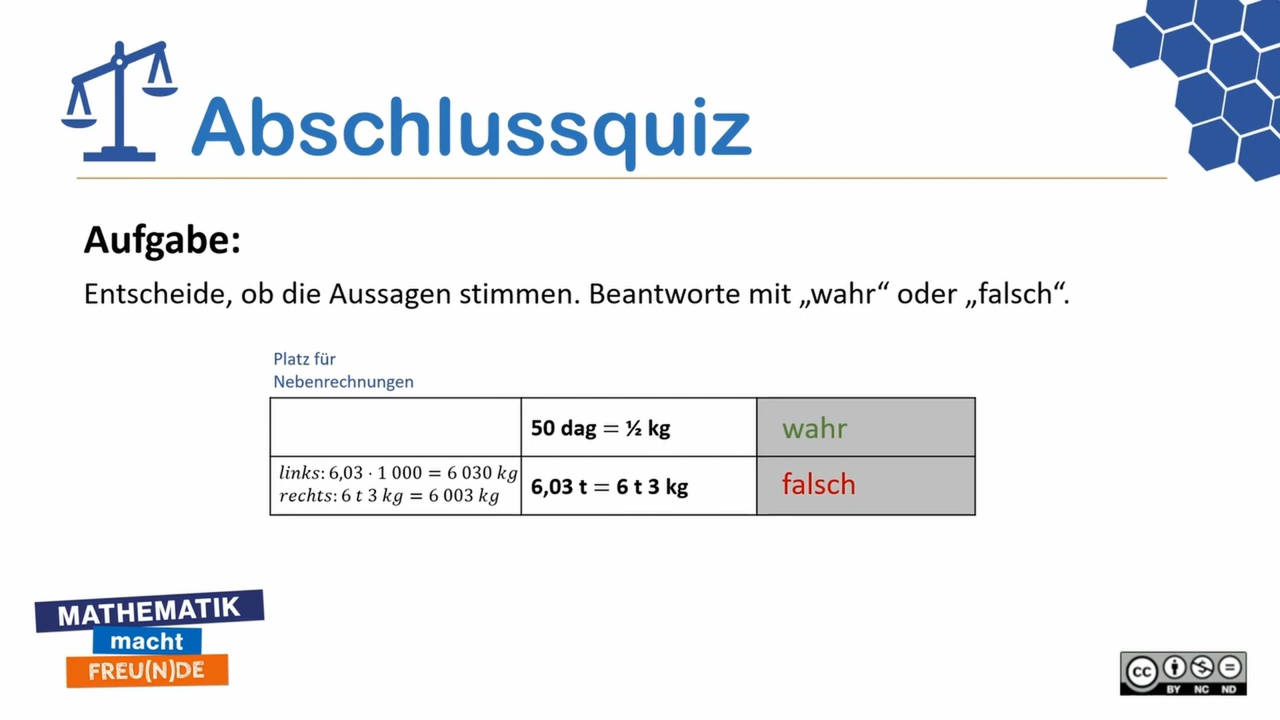 Abschlussquiz
Aufgabe:
Entscheide, ob die Aussagen stimmen. Beantworte mit „wahr“ oder „falsch“.
Platz für
Nebenrechnungen
50 dag = ½ kg
wahr
links: 6,03 · 1 000 = 6 030 kg
rechts: 6 t 3 kg = 6 003 kg
6,03 t = 6 t 3 kg
falsch
MATHEMATIK
macht
FREU(N)DE
cc
BY NC ND